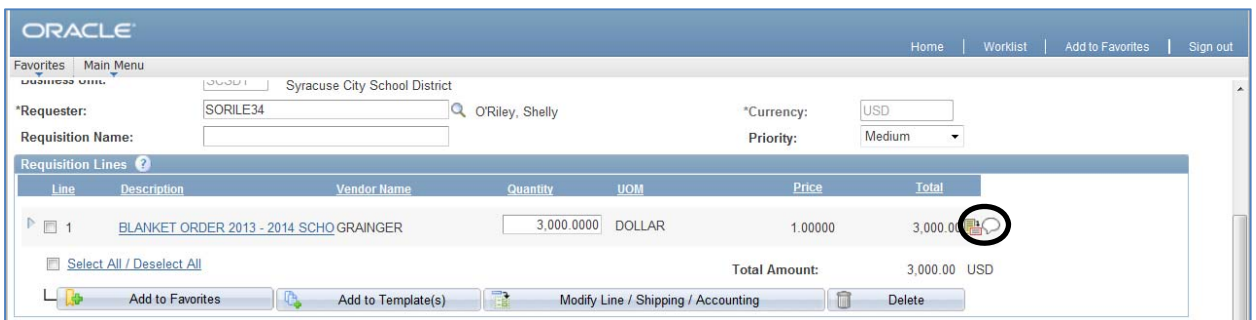 ORACLE
Home | Worklist | Add to Favorites | Sign out
Favorites Main Menu
Business Unit: SCSD1 Syracuse City School District
*Requester: SORILE34 O'Riley, Shelly *Currency: USD
Requisition Name: Priority: Medium
Requisition Lines ?
Line Description Vendor Name Quantity UOM Price Total
1 BLANKET ORDER 2013 - 2014 SCHO GRAINGER 3,000.0000 DOLLAR 1.00000 3,000.00
Select All / Deselect All Total Amount: 3,000.00 USD
Add to Favorites Add to Template(s) Modify Line / Shipping / Accounting Delete